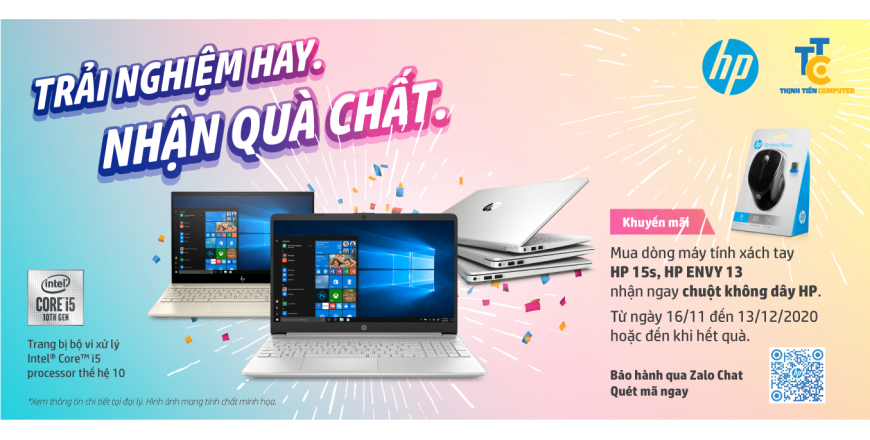 TRẢI NGHIỆM HAY.
NHẬN QUÀ CHẤT.
hp
TTC
THỊNH TIẾN COMPUTER
hp
Wireless Mouse
Khuyến mãi
Mua dòng máy tính xách tay
HP 15s, HP ENVY 13
nhận ngay chuột không dây HP.
Từ ngày 16/11 đến 13/12/2020
hoặc đến khi hết quà.
Bảo hành qua Zalo Chat
Quét mã ngay
intel
CORE i5
10TH GEN
Trang bị bộ vi xử lý
Intel® Core™ i5
processor thế hệ 10
*Xem thông tin chi tiết tại đại lý. Hình ảnh mang tính chất minh họa.